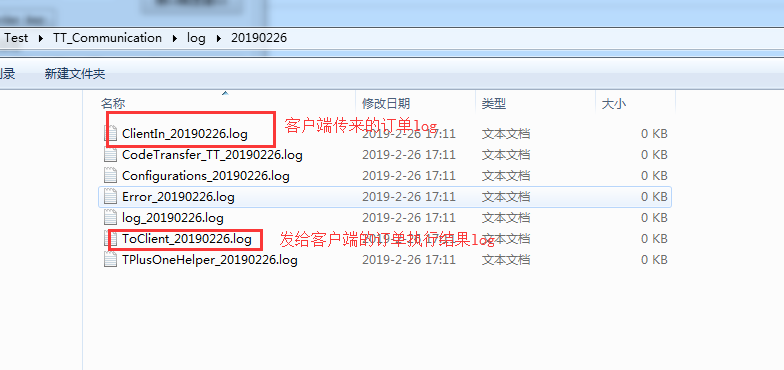 Test ▸ TT_Communication ▸ log ▸ 20190226
新建文件夹
名称 修改日期 类型 大小
ClientIn_20190226.log 2019-2-26 17:11 文本文档 0 KB
客户端传来的订单log
CodeTransfer_TT_20190226.log 2019-2-26 17:11 文本文档 0 KB
Configurations_20190226.log 2019-2-26 17:11 文本文档 0 KB
Error_20190226.log 2019-2-26 17:11 文本文档 0 KB
log_20190226.log 2019-2-26 17:11 文本文档 0 KB
ToClient_20190226.log 2019-2-26 17:11 文本文档 0 KB
发给客户端的订单执行结果log
TPlusOneHelper_20190226.log 2019-2-26 17:11 文本文档 0 KB